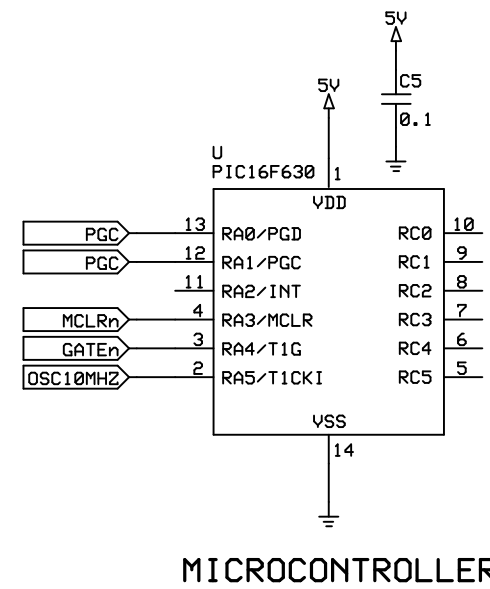 5V
C5
0.1
5V
U
PIC16F630
1
VDD
PGC 13 RA0/PGD RC0 10
PGC 12 RA1/PGC RC1 9
11 RA2/INT RC2 8
MCLRn 4 RA3/MCLR RC3 7
GATEn 3 RA4/T1G RC4 6
OSC10MHZ 2 RA5/T1CKI RC5 5
VSS
14
MICROCONTROLLER